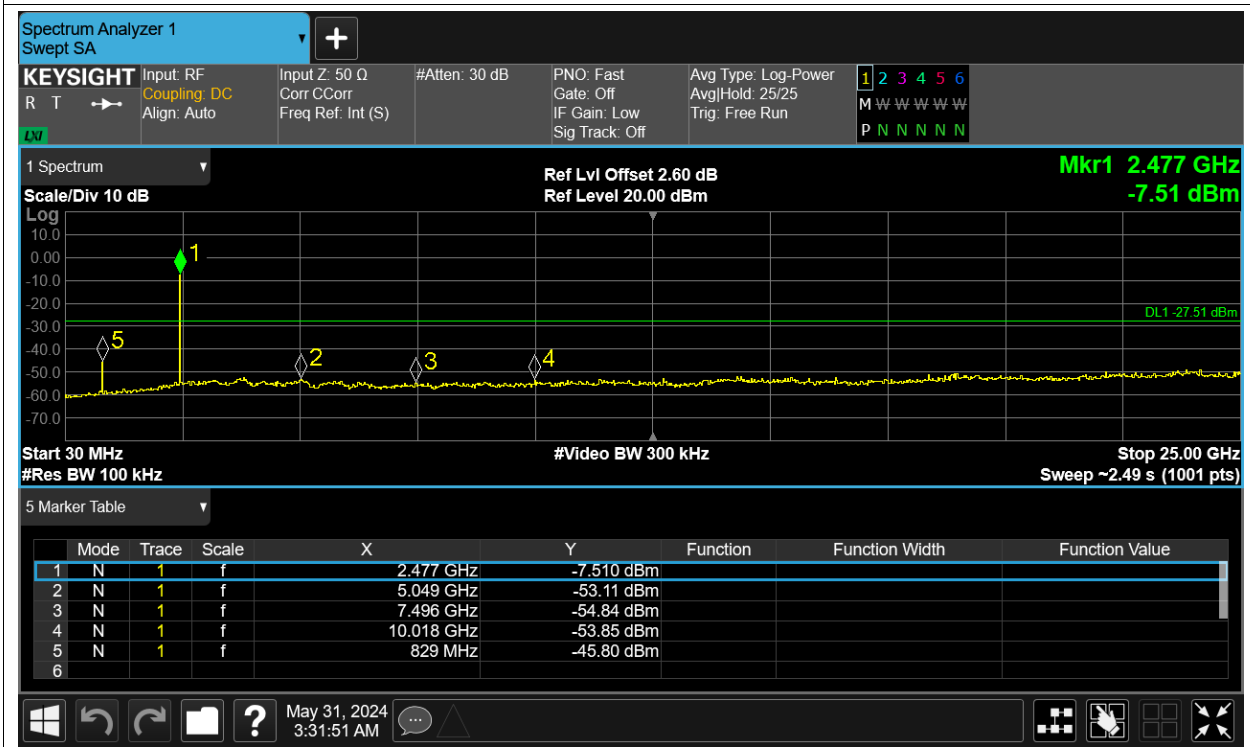 Spectrum Analyzer 1
Swept SA
KEYSIGHT Input: RF Input Z: 50 Ω #Atten: 30 dB PNO: Fast Avg Type: Log-Power 1 2 3 4 5 6
R T Coupling: DC Corr CCorr Gate: Off Avg|Hold: 25/25 M W W W W W
Align: Auto Freq Ref: Int (S) IF Gain: Low Trig: Free Run
LXI Sig Track: Off P N N N N N
1 Spectrum Ref Lvl Offset 2.60 dB Mkr1 2.477 GHz
Scale/Div 10 dB Ref Level 20.00 dBm -7.51 dBm
Log
10.0
0.00 1
-10.0
-20.0
DL1 -27.51 dBm
-30.0
5
-40.0 2 3 4
-50.0
-60.0
-70.0
Start 30 MHz #Video BW 300 kHz Stop 25.00 GHz
#Res BW 100 kHz Sweep ~2.49 s (1001 pts)
5 Marker Table
Mode Trace Scale X Y Function Function Width Function Value
1 N 1 f 2.477 GHz -7.510 dBm
2 N 1 f 5.049 GHz -53.11 dBm
3 N 1 f 7.496 GHz -54.84 dBm
4 N 1 f 10.018 GHz -53.85 dBm
5 N 1 f 829 MHz -45.80 dBm
6
? May 31, 2024
3:31:51 AM